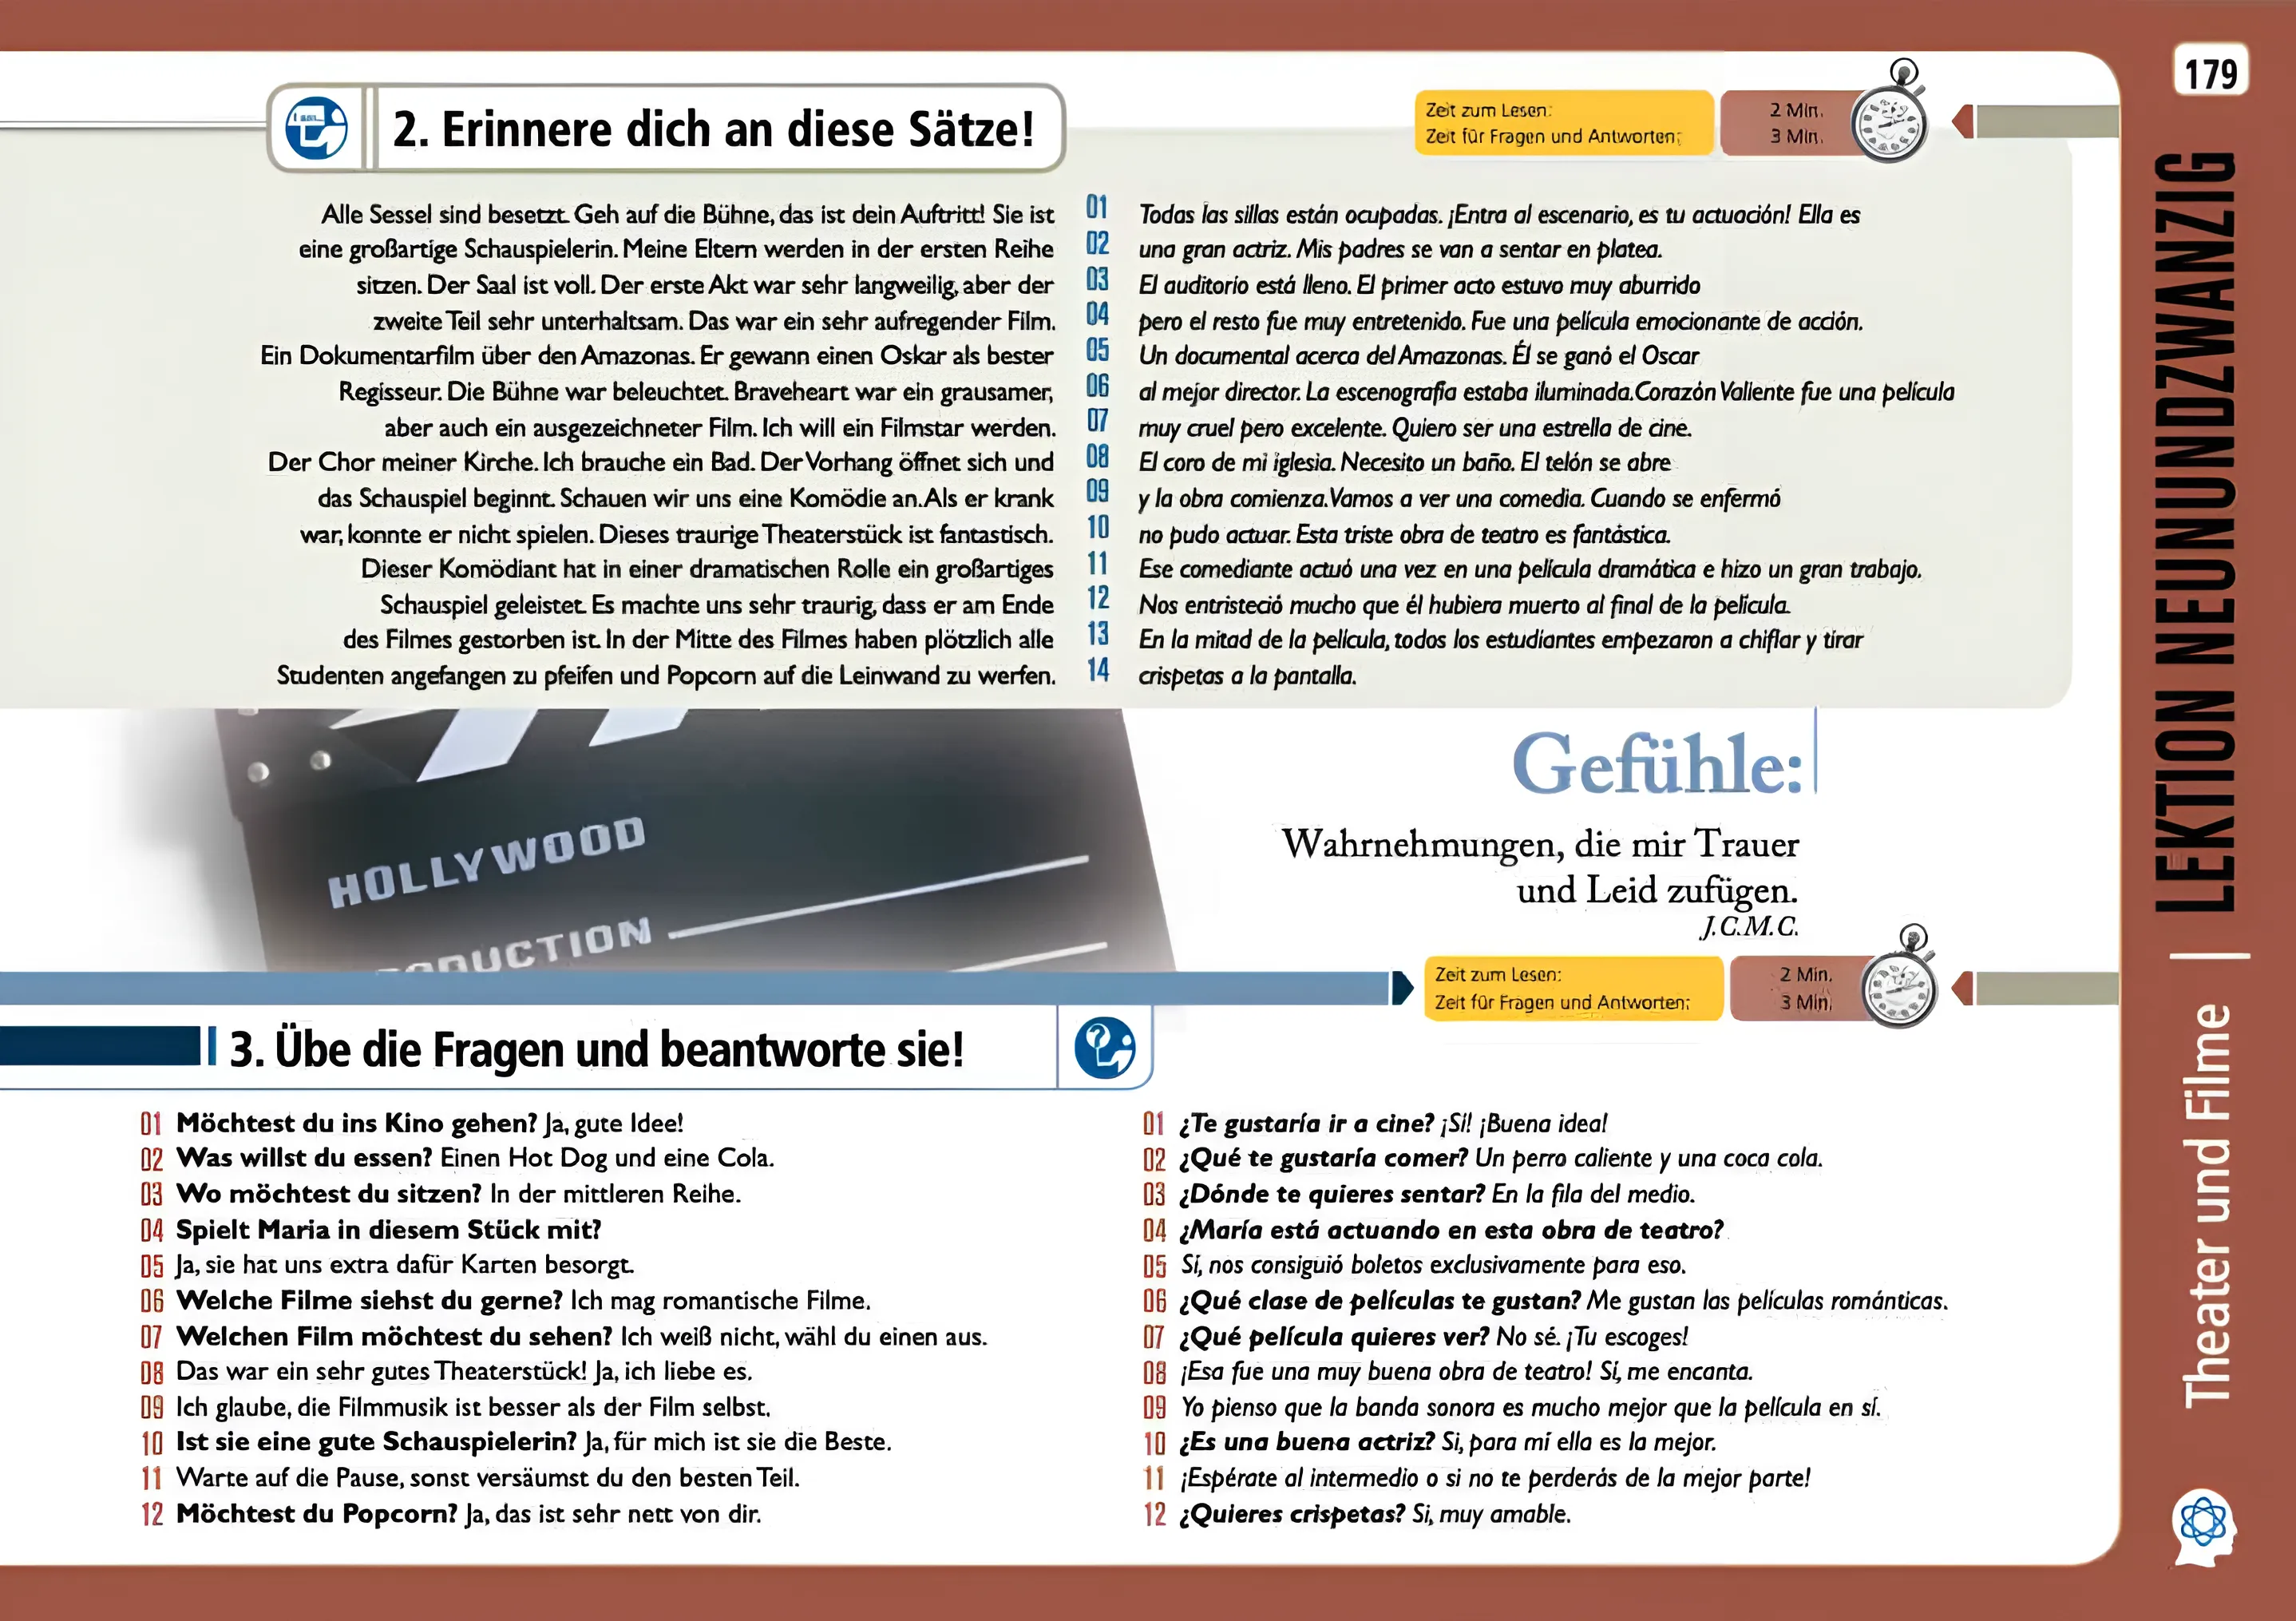 179
2. Erinnere dich an diese Sätze!
Zeit zum Lesen: 2 Min.
Zeit für Fragen und Antworten: 3 Min.
Alle Sessel sind besetzt. Geh auf die Bühne, das ist dein Auftritt! Sie ist
eine großartige Schauspielerin. Meine Eltern werden in der ersten Reihe
sitzen. Der Saal ist voll. Der erste Akt war sehr langweilig, aber der
zweite Teil sehr unterhaltsam. Das war ein sehr aufregender Film.
Ein Dokumentarfilm über den Amazonas. Er gewann einen Oskar als bester
Regisseur. Die Bühne war beleuchtet. Braveheart war ein grausamer,
aber auch ein ausgezeichneter Film. Ich will ein Filmstar werden.
Der Chor meiner Kirche. Ich brauche ein Bad. Der Vorhang öffnet sich und
das Schauspiel beginnt. Schauen wir uns eine Komödie an. Als er krank
war, konnte er nicht spielen. Dieses traurige Theaterstück ist fantastisch.
Dieser Komödiant hat in einer dramatischen Rolle ein großartiges
Schauspiel geleistet. Es machte uns sehr traurig, dass er am Ende
des Filmes gestorben ist. In der Mitte des Filmes haben plötzlich alle
Studenten angefangen zu pfeifen und Popcorn auf die Leinwand zu werfen.
01 Todas las sillas están ocupadas. ¡Entra al escenario, es tu actuación! Ella es
02 una gran actriz. Mis padres se van a sentar en platea.
03 El auditorio está lleno. El primer acto estuvo muy aburrido
04 pero el resto fue muy entretenido. Fue una película emocionante de acción.
05 Un documental acerca del Amazonas. Él se ganó el Oscar
06 al mejor director. La escenografía estaba iluminada. Corazón Valiente fue una película
07 muy cruel pero excelente. Quiero ser una estrella de cine.
08 El coro de mi iglesia. Necesito un baño. El telón se abre
09 y la obra comienza. Vamos a ver una comedia. Cuando se enfermó
10 no pudo actuar. Esta triste obra de teatro es fantástica.
11 Ese comediante actuó una vez en una película dramática e hizo un gran trabajo.
12 Nos entristeció mucho que él hubiera muerto al final de la película.
13 En la mitad de la película, todos los estudiantes empezaron a chiflar y tirar
14 crispetas a la pantalla.
HOLLYWOOD
PRODUCTION
Gefühle:
Wahrnehmungen, die mir Trauer
und Leid zufügen.
J.C.M.C.
Zeit zum Lesen: 2 Min.
Zeit für Fragen und Antworten: 3 Min.
3. Übe die Fragen und beantworte sie!
01 Möchtest du ins Kino gehen? Ja, gute Idee!
02 Was willst du essen? Einen Hot Dog und eine Cola.
03 Wo möchtest du sitzen? In der mittleren Reihe.
04 Spielt Maria in diesem Stück mit?
05 Ja, sie hat uns extra dafür Karten besorgt.
06 Welche Filme siehst du gerne? Ich mag romantische Filme.
07 Welchen Film möchtest du sehen? Ich weiß nicht, wähl du einen aus.
08 Das war ein sehr gutes Theaterstück! Ja, ich liebe es.
09 Ich glaube, die Filmmusik ist besser als der Film selbst.
10 Ist sie eine gute Schauspielerin? Ja, für mich ist sie die Beste.
11 Warte auf die Pause, sonst versäumst du den besten Teil.
12 Möchtest du Popcorn? Ja, das ist sehr nett von dir.
01 ¿Te gustaría ir a cine? ¡Sí! ¡Buena idea!
02 ¿Qué te gustaría comer? Un perro caliente y una coca cola.
03 ¿Dónde te quieres sentar? En la fila del medio.
04 ¿María está actuando en esta obra de teatro?
05 Sí, nos consiguió boletos exclusivamente para eso.
06 ¿Qué clase de películas te gustan? Me gustan las películas románticas.
07 ¿Qué película quieres ver? No sé. ¡Tu escoges!
08 ¡Esa fue una muy buena obra de teatro! Sí, me encanta.
09 Yo pienso que la banda sonora es mucho mejor que la película en sí.
10 ¿Es una buena actriz? Si, para mí ella es la mejor.
11 ¡Espérate al intermedio o si no te perderás de la mejor parte!
12 ¿Quieres crispetas? Si, muy amable.
LEKTION NEUNUNDZWANZIG
Theater und Filme